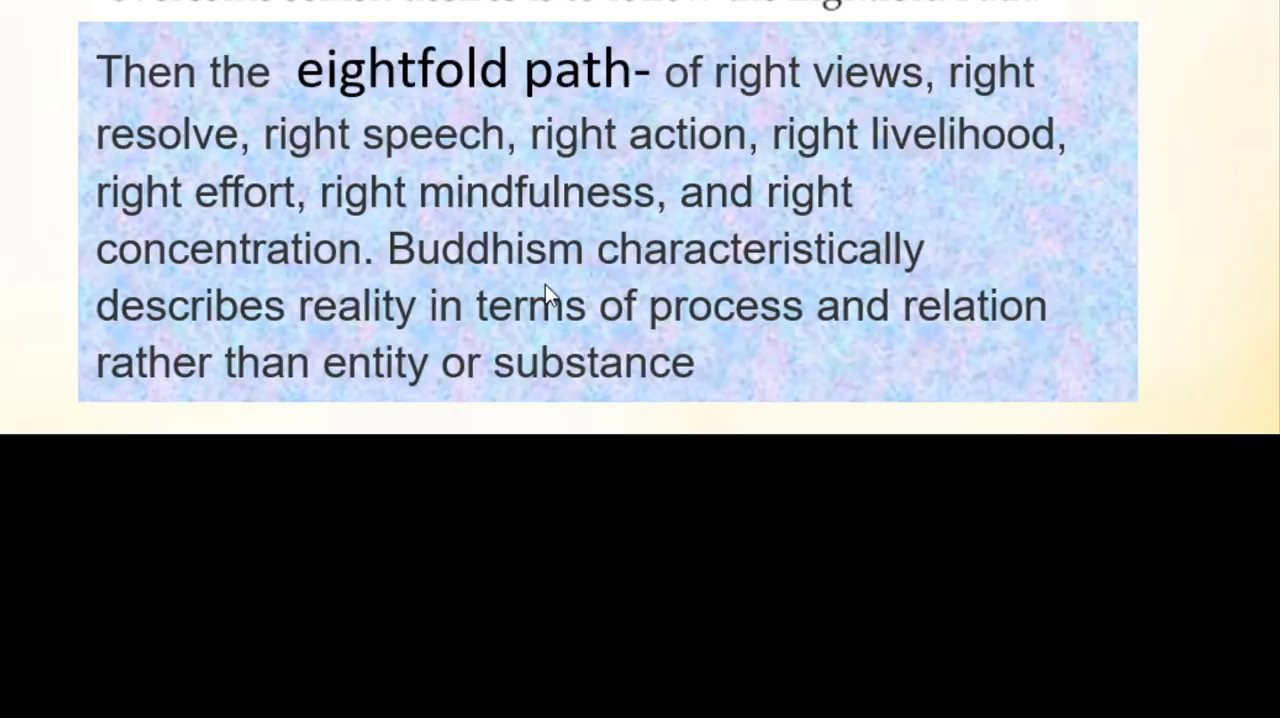 Then the eightfold path- of right views, right
resolve, right speech, right action, right livelihood,
right effort, right mindfulness, and right
concentration. Buddhism characteristically
describes reality in terms of process and relation
rather than entity or substance